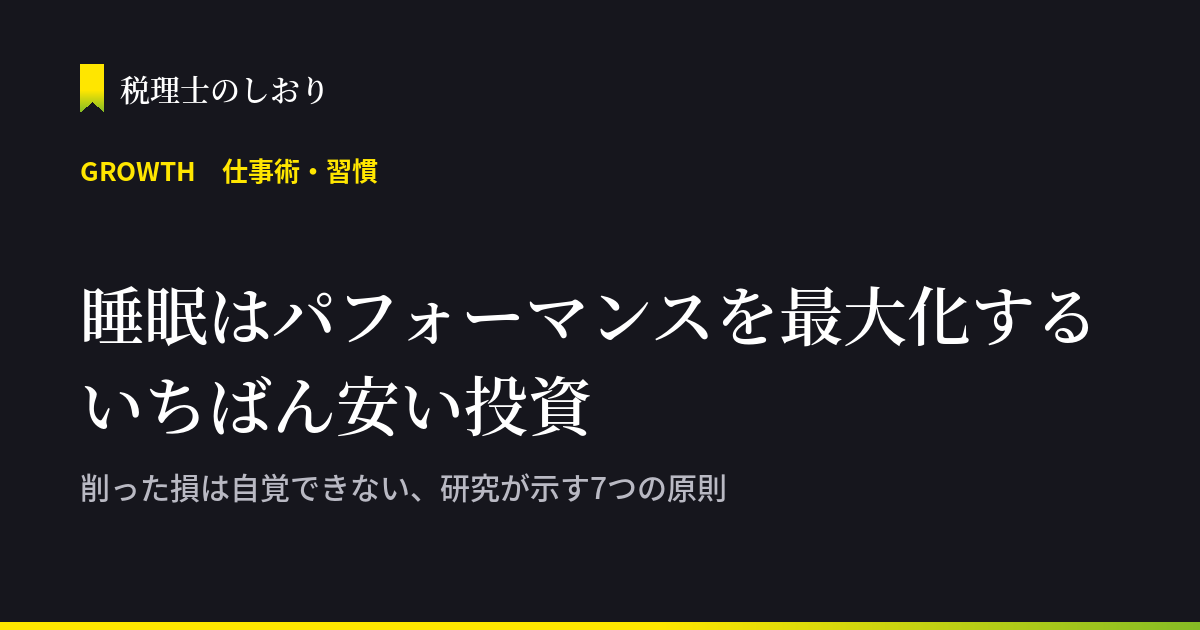 税理士のしおり
GROWTH 仕事術・習慣
睡眠はパフォーマンスを最大化する
いちばん安い投資
削った損は自覚できない、研究が示す7つの原則